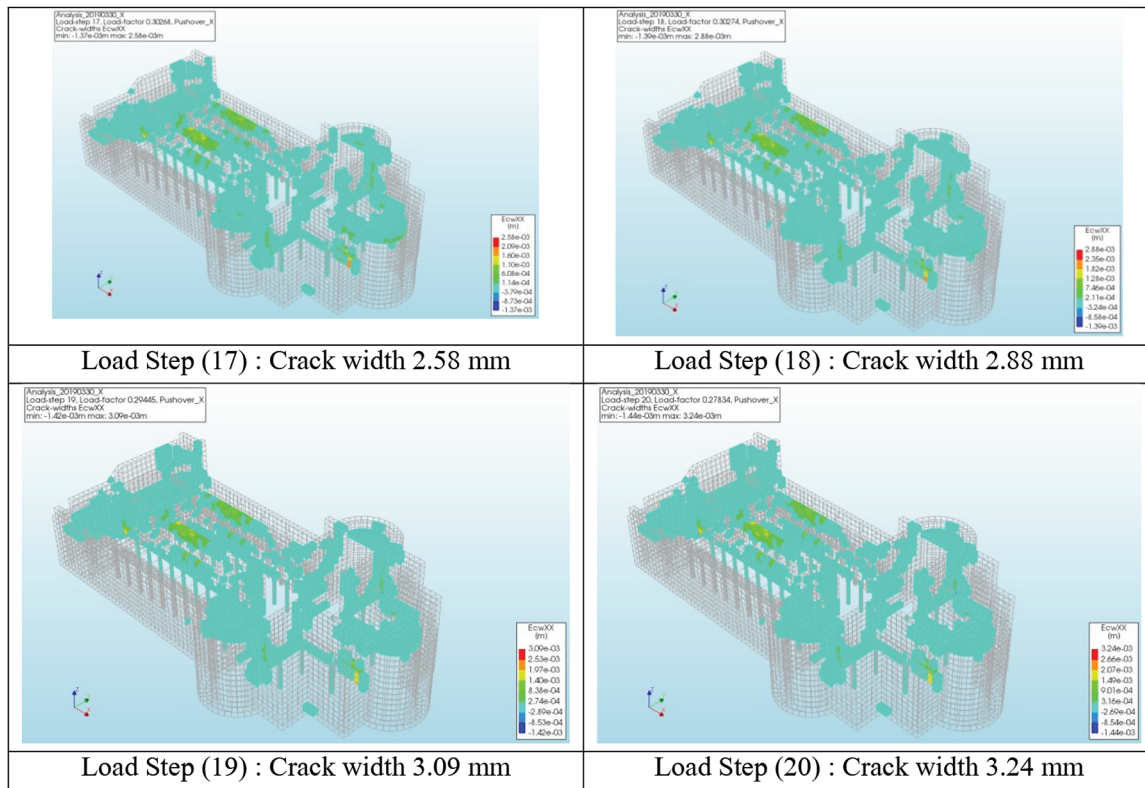 Analysis_20190330_X
Load-step 17, Load-factor 0.30268, Pushover_X
Crack-widths EcwXX
min: -1.37e-03m max: 2.58e-03m
EcwXX
(m)
2.58e-03
2.09e-03
1.60e-03
1.10e-03
6.08e-04
1.14e-04
-3.79e-04
-8.73e-04
-1.37e-03
Load Step (17) : Crack width 2.58 mm
Analysis_20190330_X
Load-step 18, Load-factor 0.30274, Pushover_X
Crack-widths EcwXX
min: -1.39e-03m max: 2.88e-03m
EcwXX
(m)
2.88e-03
2.35e-03
1.82e-03
1.28e-03
7.46e-04
2.11e-04
-3.24e-04
-8.58e-04
-1.39e-03
Load Step (18) : Crack width 2.88 mm
Analysis_20190330_X
Load-step 19, Load-factor 0.29445, Pushover_X
Crack-widths EcwXX
min: -1.42e-03m max: 3.09e-03m
EcwXX
(m)
3.09e-03
2.53e-03
1.97e-03
1.40e-03
8.38e-04
2.74e-04
-2.89e-04
-8.53e-04
-1.42e-03
Load Step (19) : Crack width 3.09 mm
Analysis_20190330_X
Load-step 20, Load-factor 0.27834, Pushover_X
Crack-widths EcwXX
min: -1.44e-03m max: 3.24e-03m
EcwXX
(m)
3.24e-03
2.66e-03
2.07e-03
1.49e-03
9.01e-04
3.16e-04
-2.69e-04
-8.54e-04
-1.44e-03
Load Step (20) : Crack width 3.24 mm